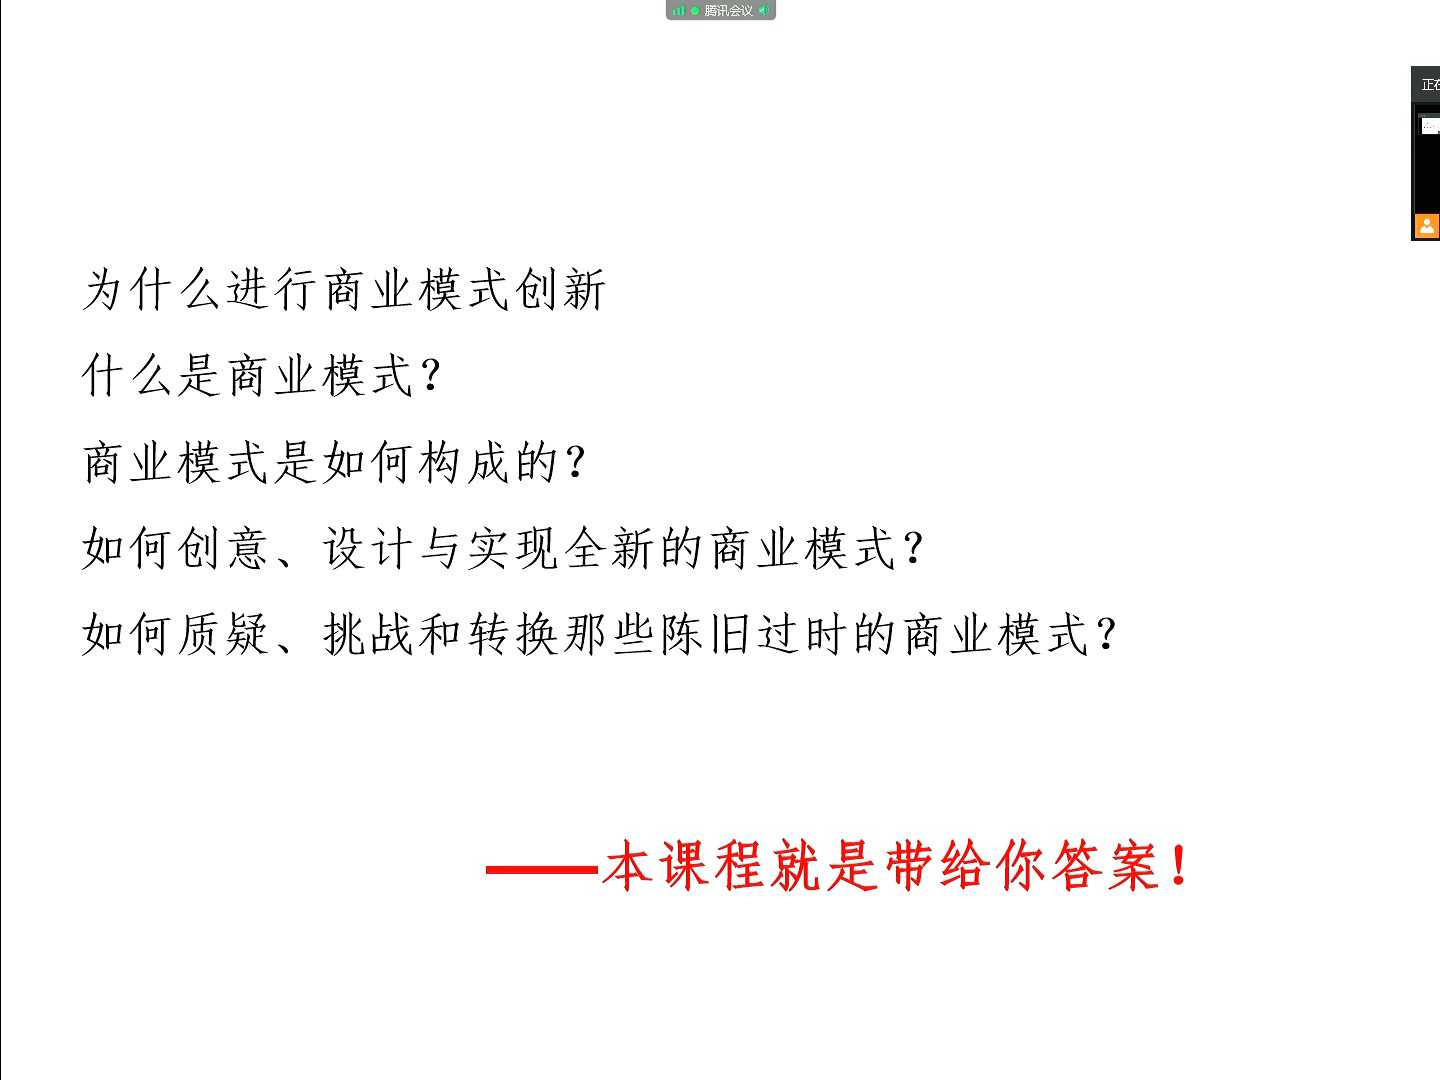 腾讯会议
正在
为什么进行商业模式创新
什么是商业模式？
商业模式是如何构成的？
如何创意、设计与实现全新的商业模式？
如何质疑、挑战和转换那些陈旧过时的商业模式？
——本课程就是带给你答案！